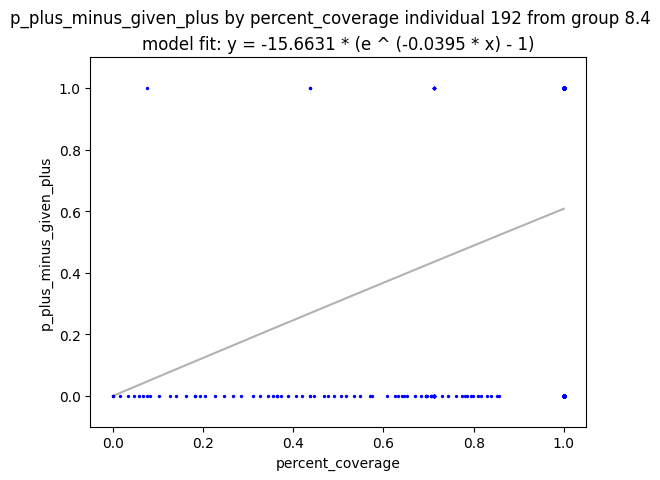 p_plus_minus_given_plus by percent_coverage individual 192 from group 8.4
model fit: y = -15.6631 * (e ^ (-0.0395 * x) - 1)
1.0
0.8
0.6
0.4
0.2
0.0
p_plus_minus_given_plus
0.0 0.2 0.4 0.6 0.8 1.0
percent_coverage